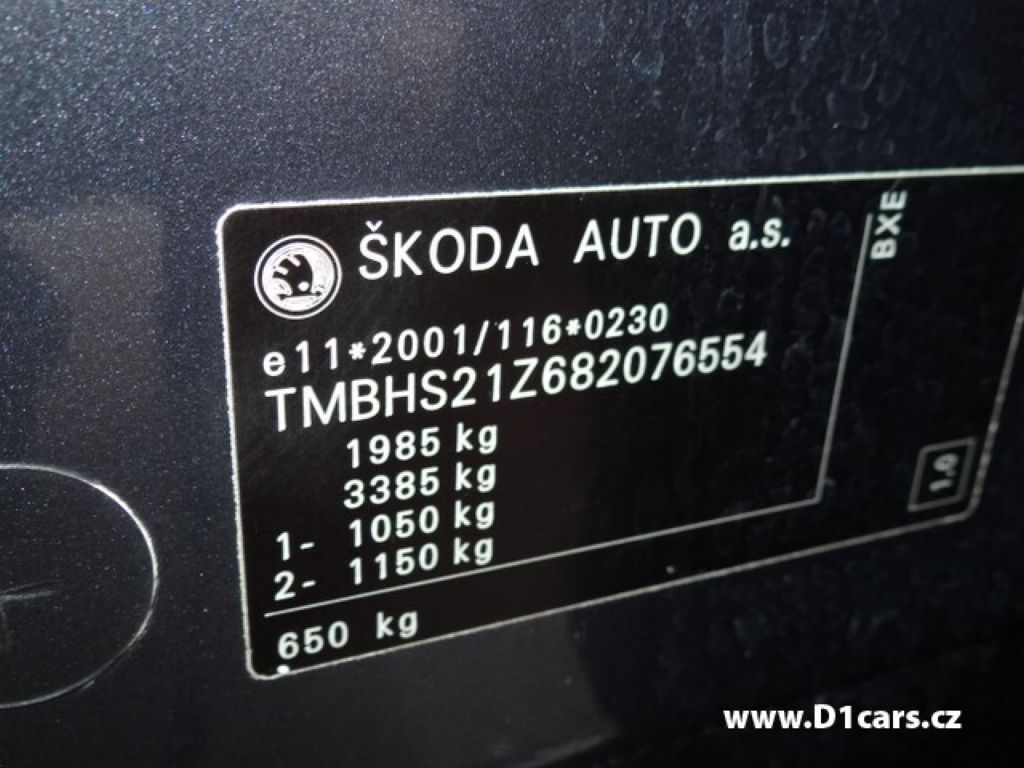 ŠKODA AUTO a.s.
BXE
e11*2001/116*0230
TMBHS21Z682076554
1985 kg
3385 kg
1- 1050 kg
2- 1150 kg
1.0
650 kg
www.D1cars.cz